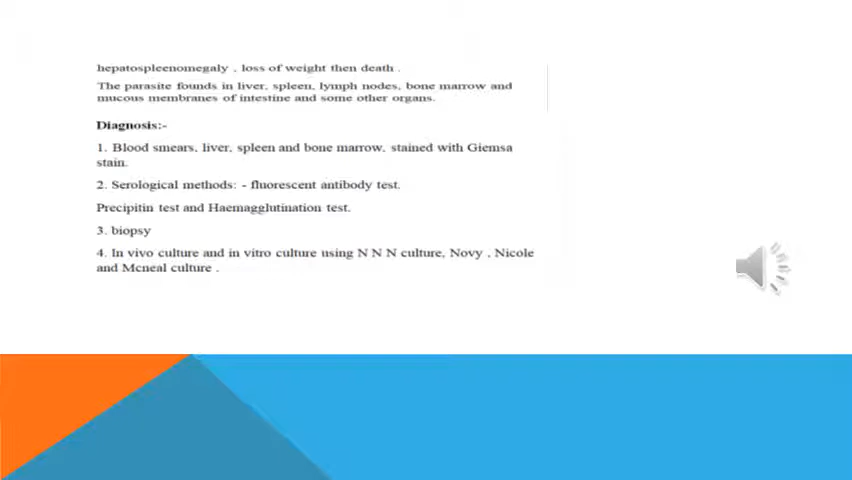 hepatospleenomegaly , loss of weight then death .
The parasite founds in liver, spleen, lymph nodes, bone marrow and
mucous membranes of intestine and some other organs.
Diagnosis:-
1. Blood smears, liver, spleen and bone marrow, stained with Giemsa
stain.
2. Serological methods: - fluorescent antibody test.
Precipitin test and Haemagglutination test.
3. biopsy
4. In vivo culture and in vitro culture using N N N culture, Novy , Nicole
and Mcneal culture .